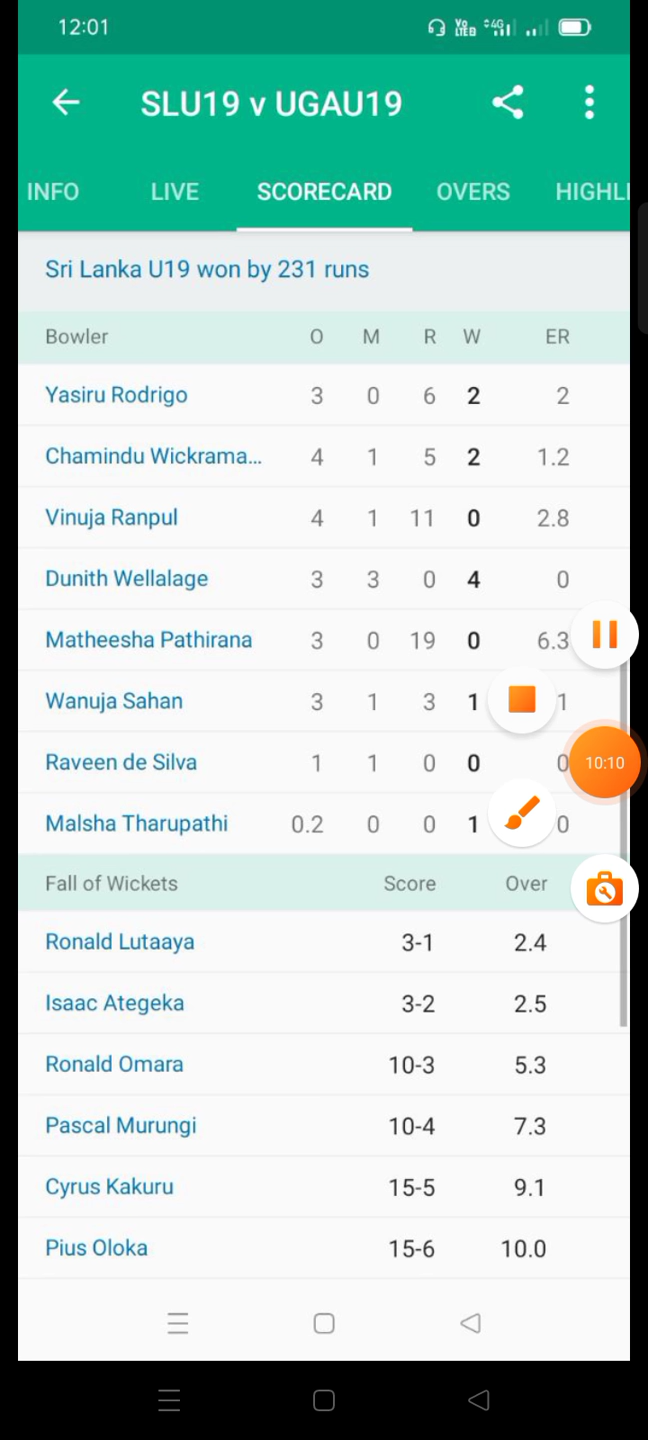 12:01
Vo LTE 4G
SLU19 v UGAU19
INFO LIVE SCORECARD OVERS HIGHLI
Sri Lanka U19 won by 231 runs
Bowler O M R W ER
Yasiru Rodrigo 3 0 6 2 2
Chamindu Wickrama... 4 1 5 2 1.2
Vinuja Ranpul 4 1 11 0 2.8
Dunith Wellalage 3 3 0 4 0
Matheesha Pathirana 3 0 19 0 6.3
Wanuja Sahan 3 1 3 1 1
Raveen de Silva 1 1 0 0 0
10:10
Malsha Tharupathi 0.2 0 0 1 0
Fall of Wickets Score Over
Ronald Lutaaya 3-1 2.4
Isaac Ategeka 3-2 2.5
Ronald Omara 10-3 5.3
Pascal Murungi 10-4 7.3
Cyrus Kakuru 15-5 9.1
Pius Oloka 15-6 10.0